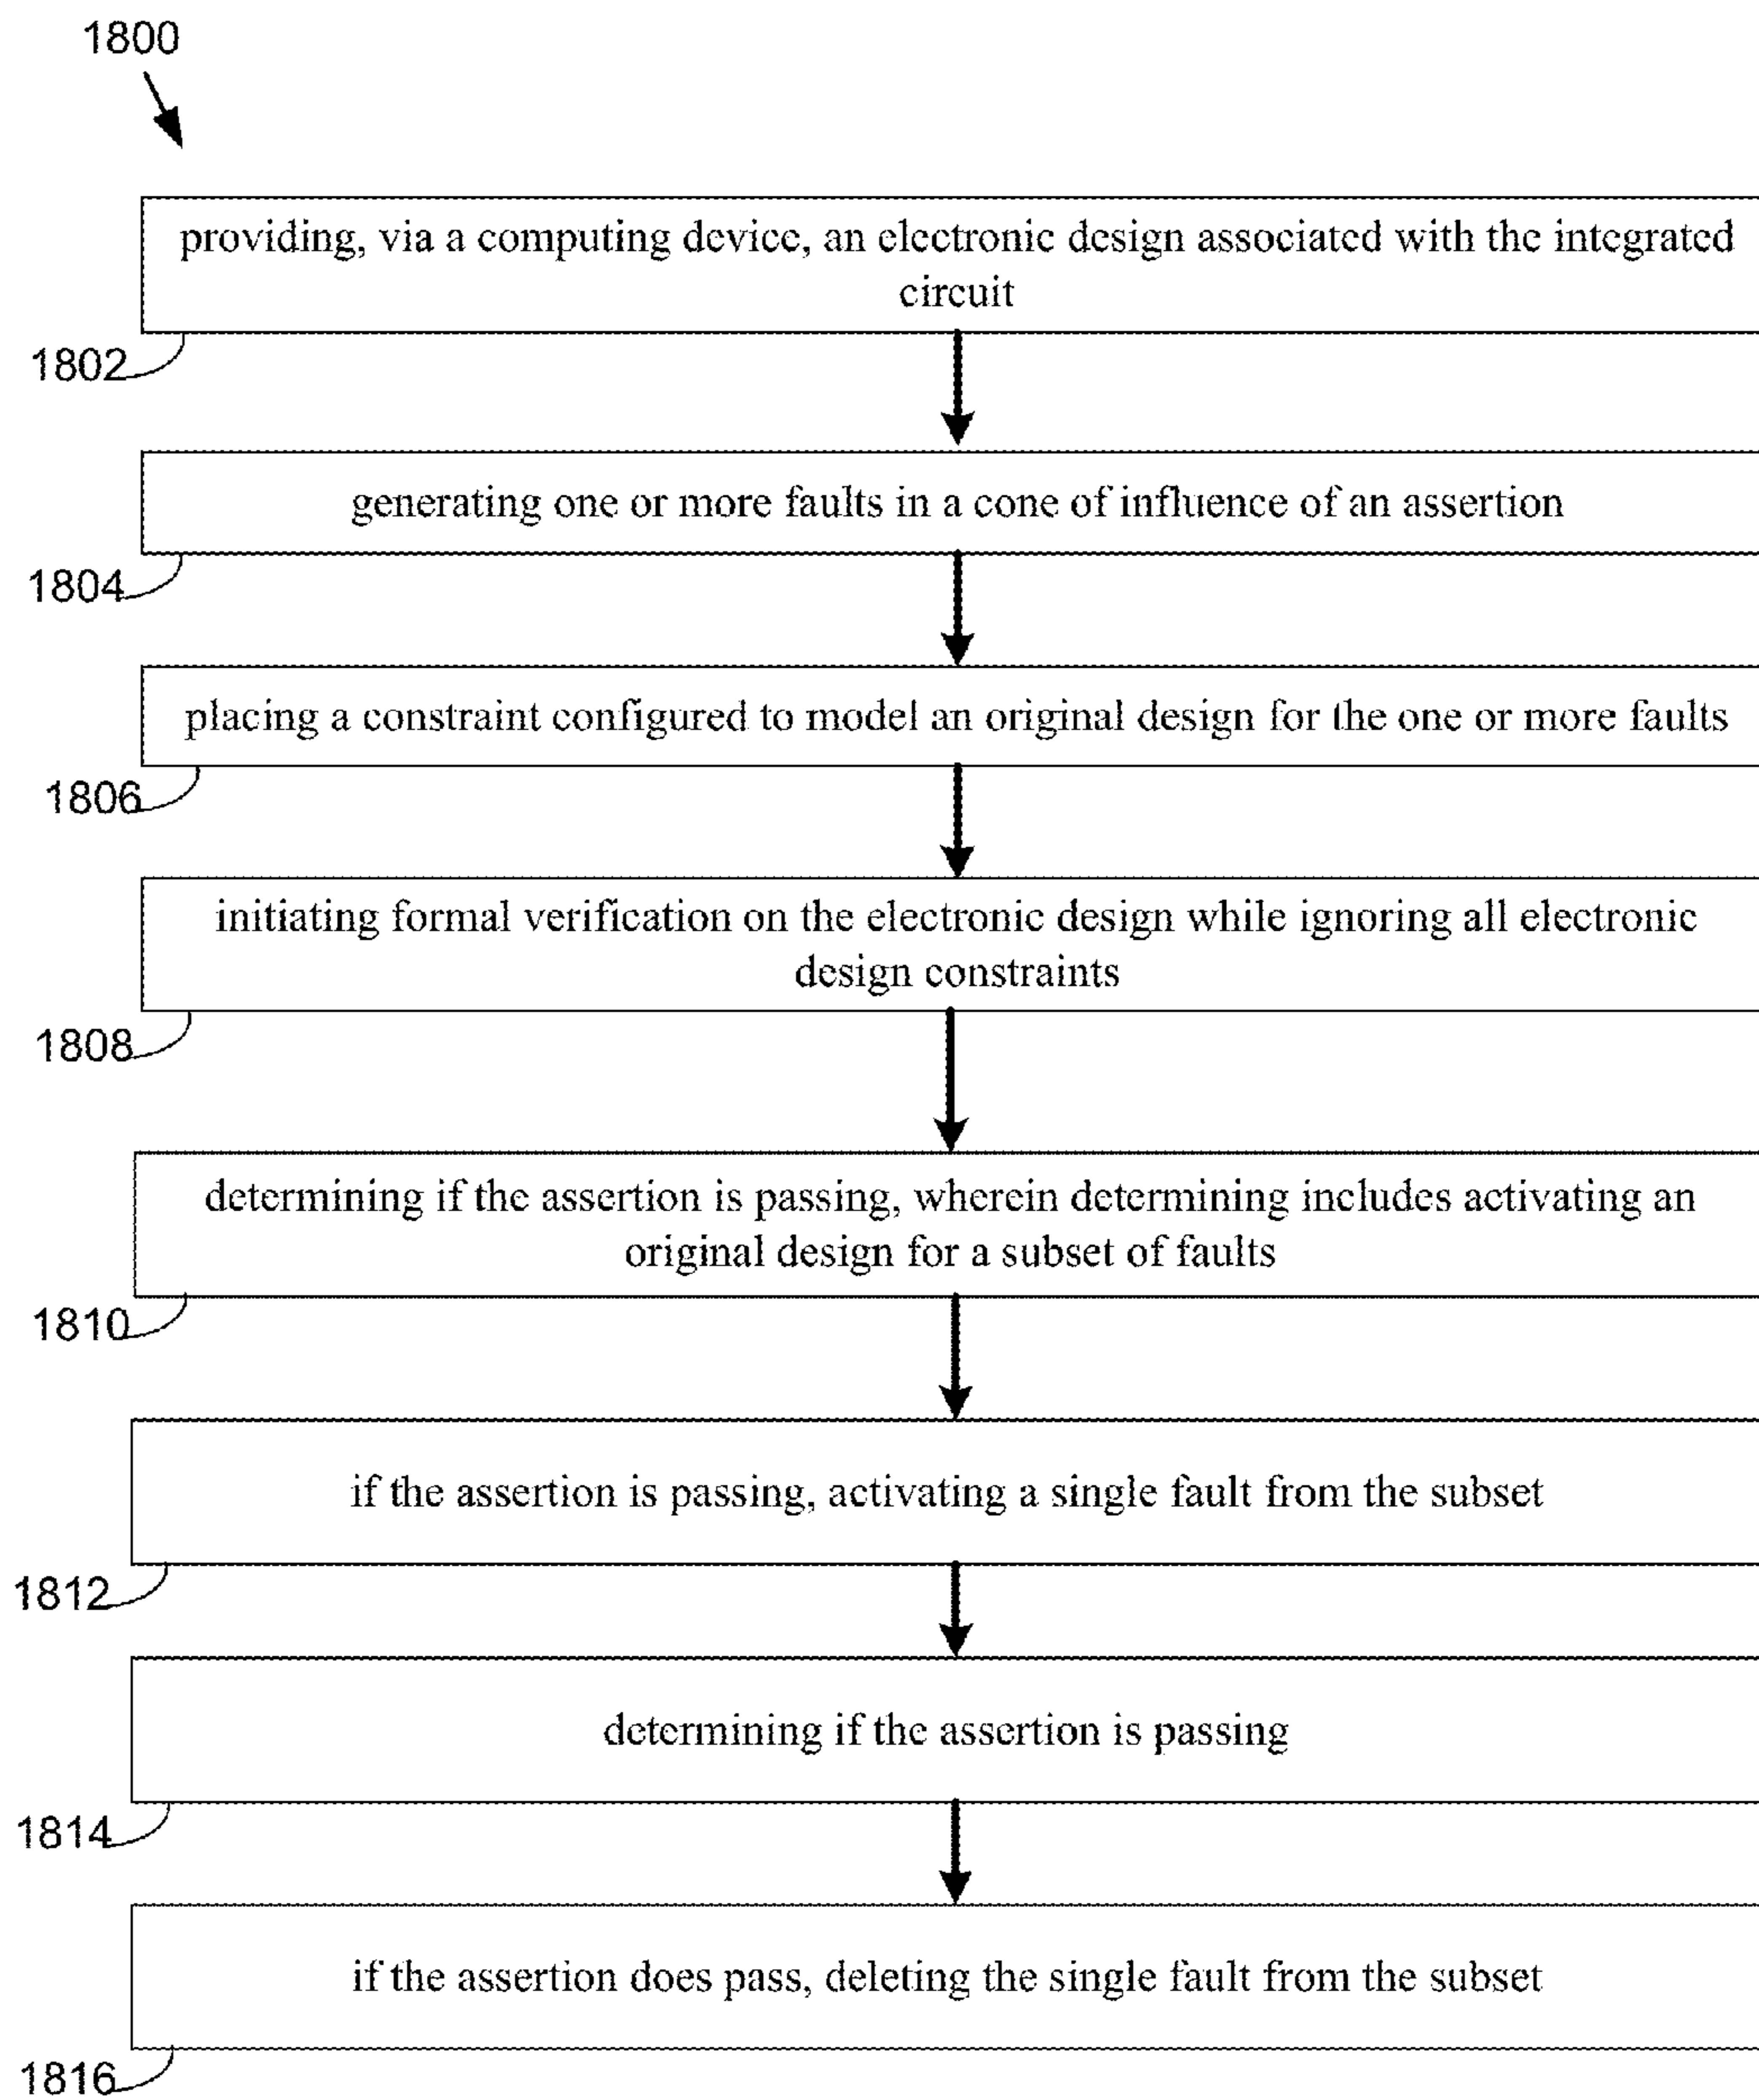 1800
providing, via a computing device, an electronic design associated with the integrated
circuit
1802
generating one or more faults in a cone of influence of an assertion
1804
placing a constraint configured to model an original design for the one or more faults
1806
initiating formal verification on the electronic design while ignoring all electronic
design constraints
1808
determining if the assertion is passing, wherein determining includes activating an
original design for a subset of faults
1810
if the assertion is passing, activating a single fault from the subset
1812
determining if the assertion is passing
1814
if the assertion does pass, deleting the single fault from the subset
1816